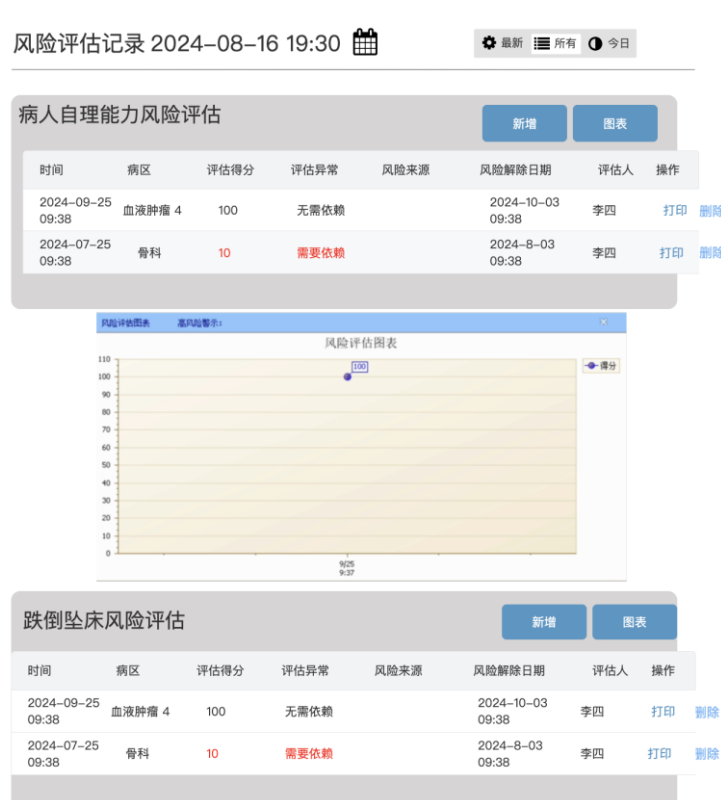 风险评估记录 2024-08-16 19:30
最新 所有 今日
病人自理能力风险评估 新增 图表
时间 病区 评估得分 评估异常 风险来源 风险解除日期 评估人 操作
2024-09-25 09:38 血液肿瘤 4 100 无需依赖 2024-10-03 09:38 李四 打印 删除
2024-07-25 09:38 骨科 10 需要依赖 2024-8-03 09:38 李四 打印 删除
风险评估图表 高风险警示:
风险评估图表
110
100
90
80
70
60
50
40
30
20
10
0
100
得分
9/25
9:37
跌倒坠床风险评估 新增 图表
时间 病区 评估得分 评估异常 风险来源 风险解除日期 评估人 操作
2024-09-25 09:38 血液肿瘤 4 100 无需依赖 2024-10-03 09:38 李四 打印 删除
2024-07-25 09:38 骨科 10 需要依赖 2024-8-03 09:38 李四 打印 删除